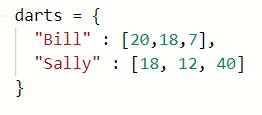 darts = {
  "Bill" : [20,18,7],
  "Sally" : [18, 12, 40]
}